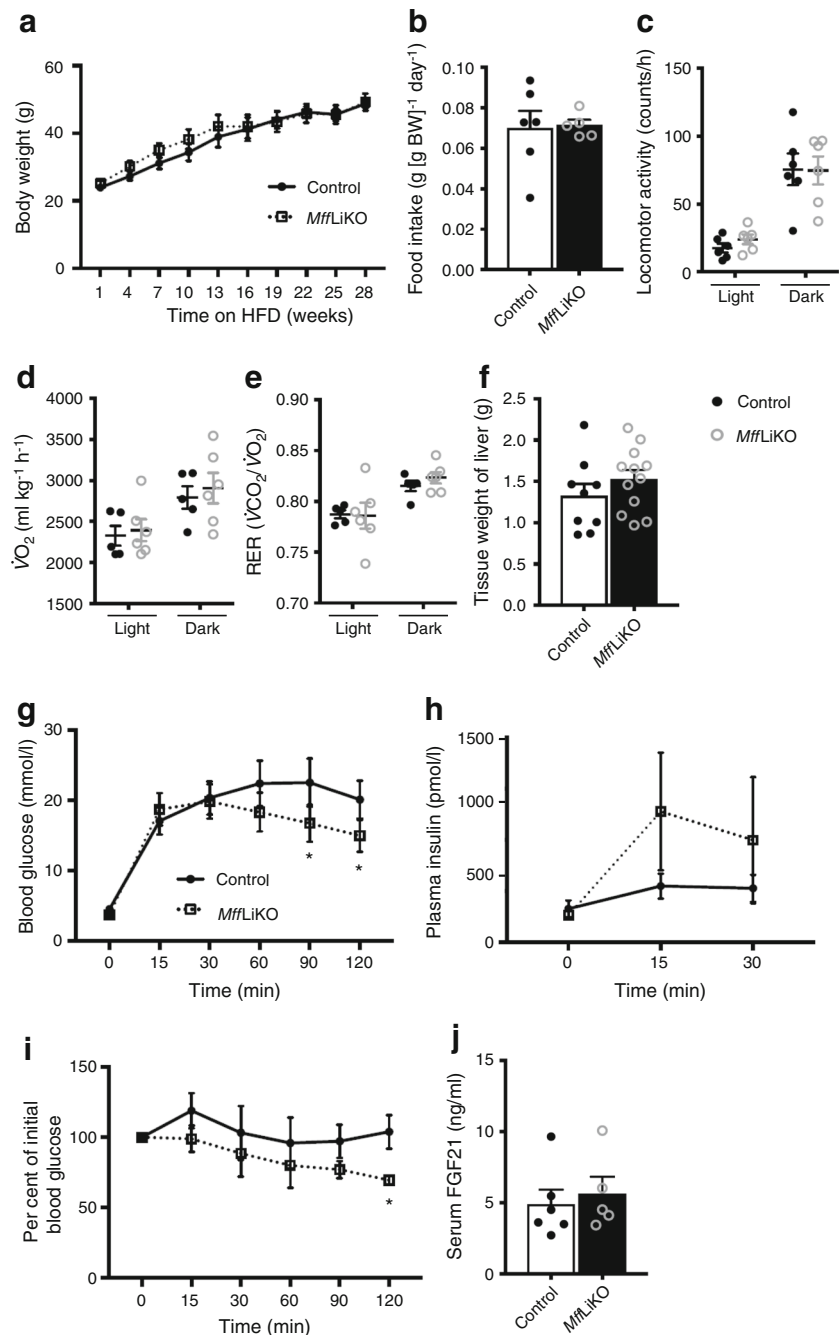 a
Body weight (g)
60
40
20
0
Control
MffLiKO
1 4 7 10 13 16 19 22 25 28
Time on HFD (weeks)
b
Food intake (g [g BW]⁻¹ day⁻¹)
0.10
0.08
0.06
0.04
0.02
0.00
Control
MffLiKO
c
Locomotor activity (counts/h)
150
100
50
0
Light Dark
d
V̇O₂ (ml kg⁻¹ h⁻¹)
4000
3500
3000
2500
2000
1500
Light Dark
e
RER (V̇CO₂/V̇O₂)
0.90
0.85
0.80
0.75
0.70
Light Dark
f
Tissue weight of liver (g)
2.5
2.0
1.5
1.0
0.5
0.0
Control
MffLiKO
Control
MffLiKO
g
Blood glucose (mmol/l)
30
20
10
0
Control
MffLiKO
*
*
0 15 30 60 90 120
Time (min)
h
Plasma insulin (pmol/l)
1500
1000
500
0
0 15 30
Time (min)
i
Per cent of initial
blood glucose
150
100
50
0
*
0 15 30 60 90 120
Time (min)
j
Serum FGF21 (ng/ml)
15
10
5
0
Control
MffLiKO